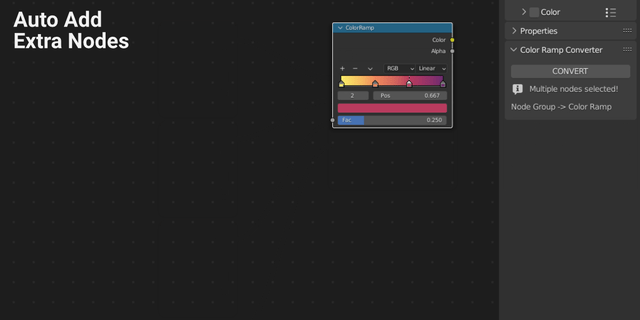 Auto Add
Extra Nodes
ColorRamp
Color
Alpha
RGB Linear
2 Pos 0.667
Fac 0.250
Color
Properties
Color Ramp Converter
CONVERT
Multiple nodes selected!
Node Group -> Color Ramp